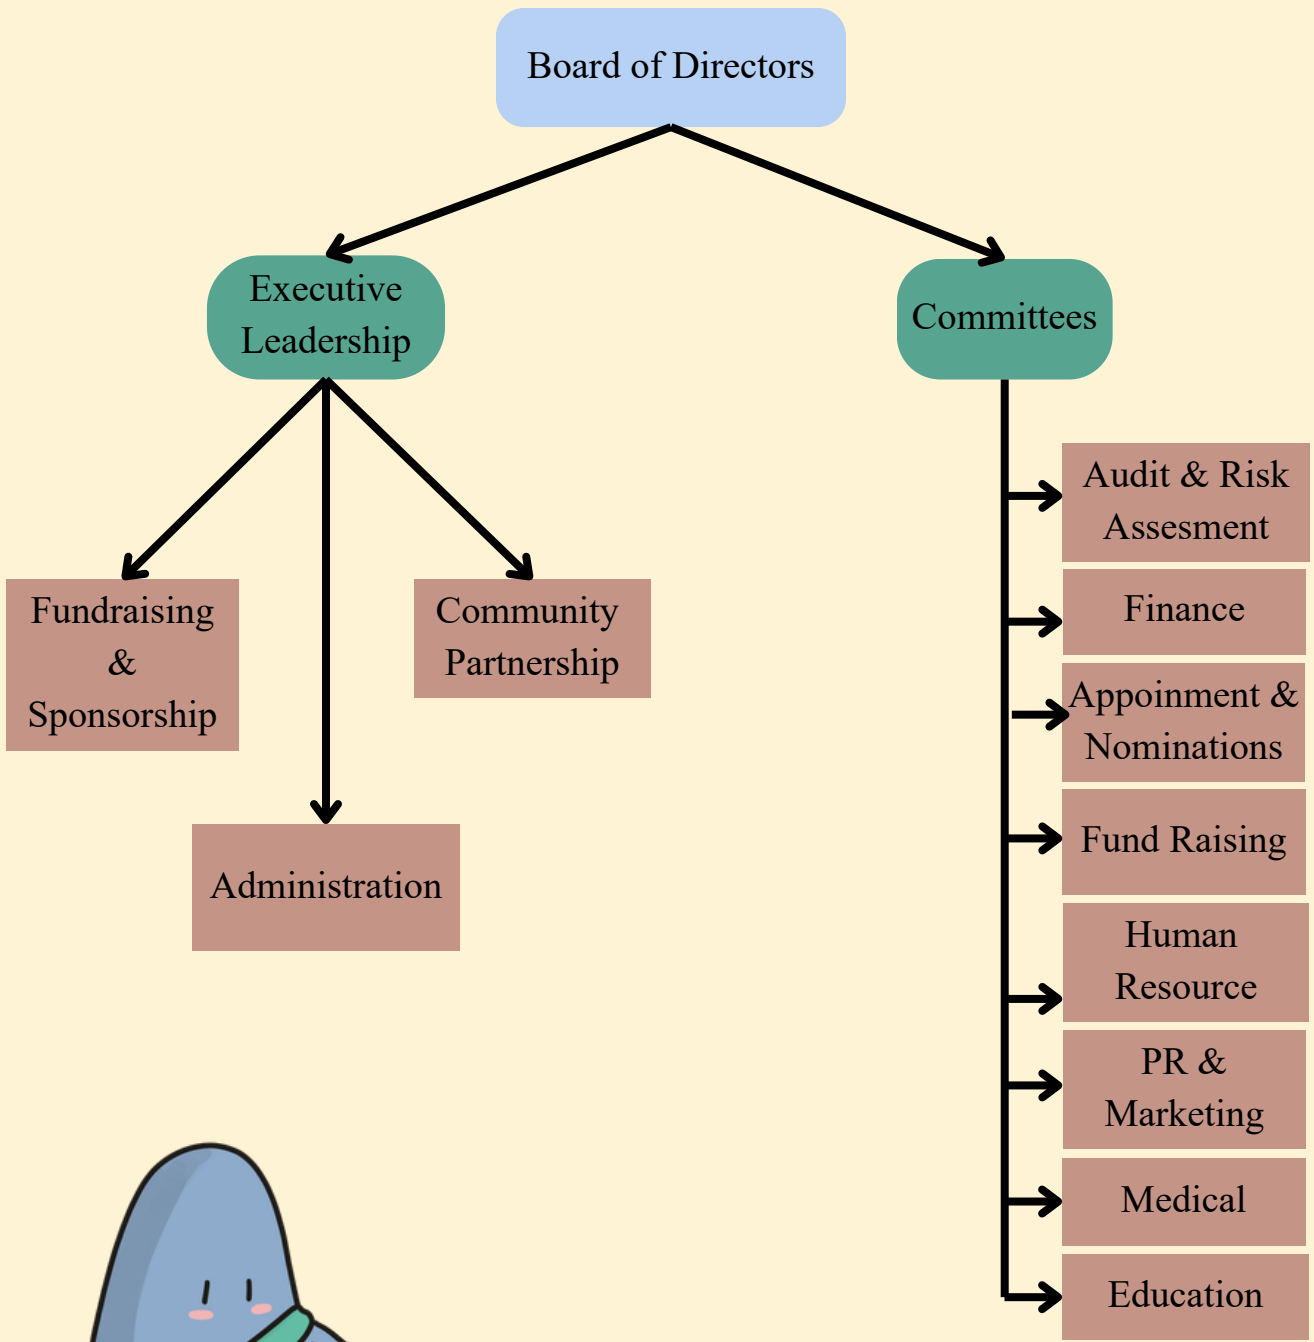 Board of Directors
Executive
Leadership
Committees
Fundraising
&
Sponsorship
Community
Partnership
Administration
Audit & Risk
Assesment
Finance
Appoinment &
Nominations
Fund Raising
Human
Resource
PR &
Marketing
Medical
Education